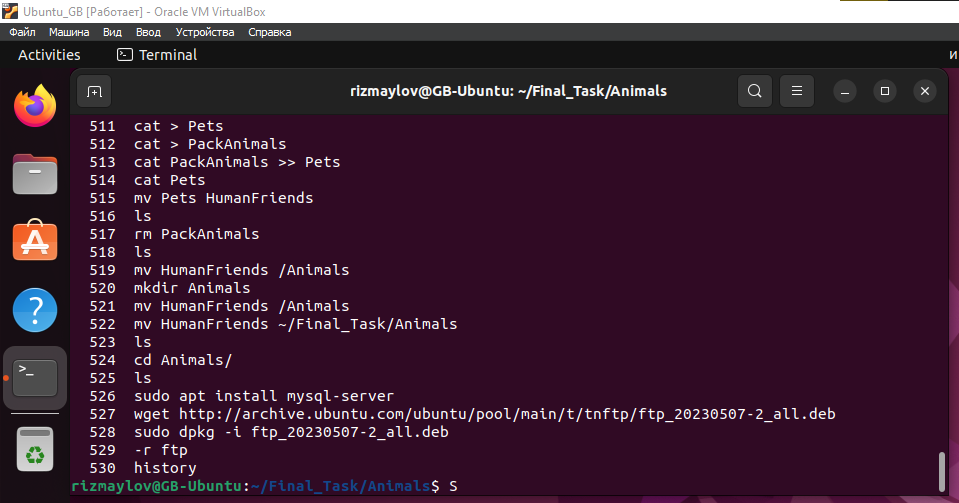 Ubuntu_GB [Работает] - Oracle VM VirtualBox
Файл Машина Вид Ввод Устройства Справка
Activities Terminal и
rizmaylov@GB-Ubuntu: ~/Final_Task/Animals
511 cat > Pets
512 cat > PackAnimals
513 cat PackAnimals >> Pets
514 cat Pets
515 mv Pets HumanFriends
516 ls
517 rm PackAnimals
518 ls
519 mv HumanFriends /Animals
520 mkdir Animals
521 mv HumanFriends /Animals
522 mv HumanFriends ~/Final_Task/Animals
523 ls
524 cd Animals/
525 ls
526 sudo apt install mysql-server
527 wget http://archive.ubuntu.com/ubuntu/pool/main/t/tnftp/ftp_20230507-2_all.deb
528 sudo dpkg -i ftp_20230507-2_all.deb
529 -r ftp
530 history
rizmaylov@GB-Ubuntu:~/Final_Task/Animals$ S